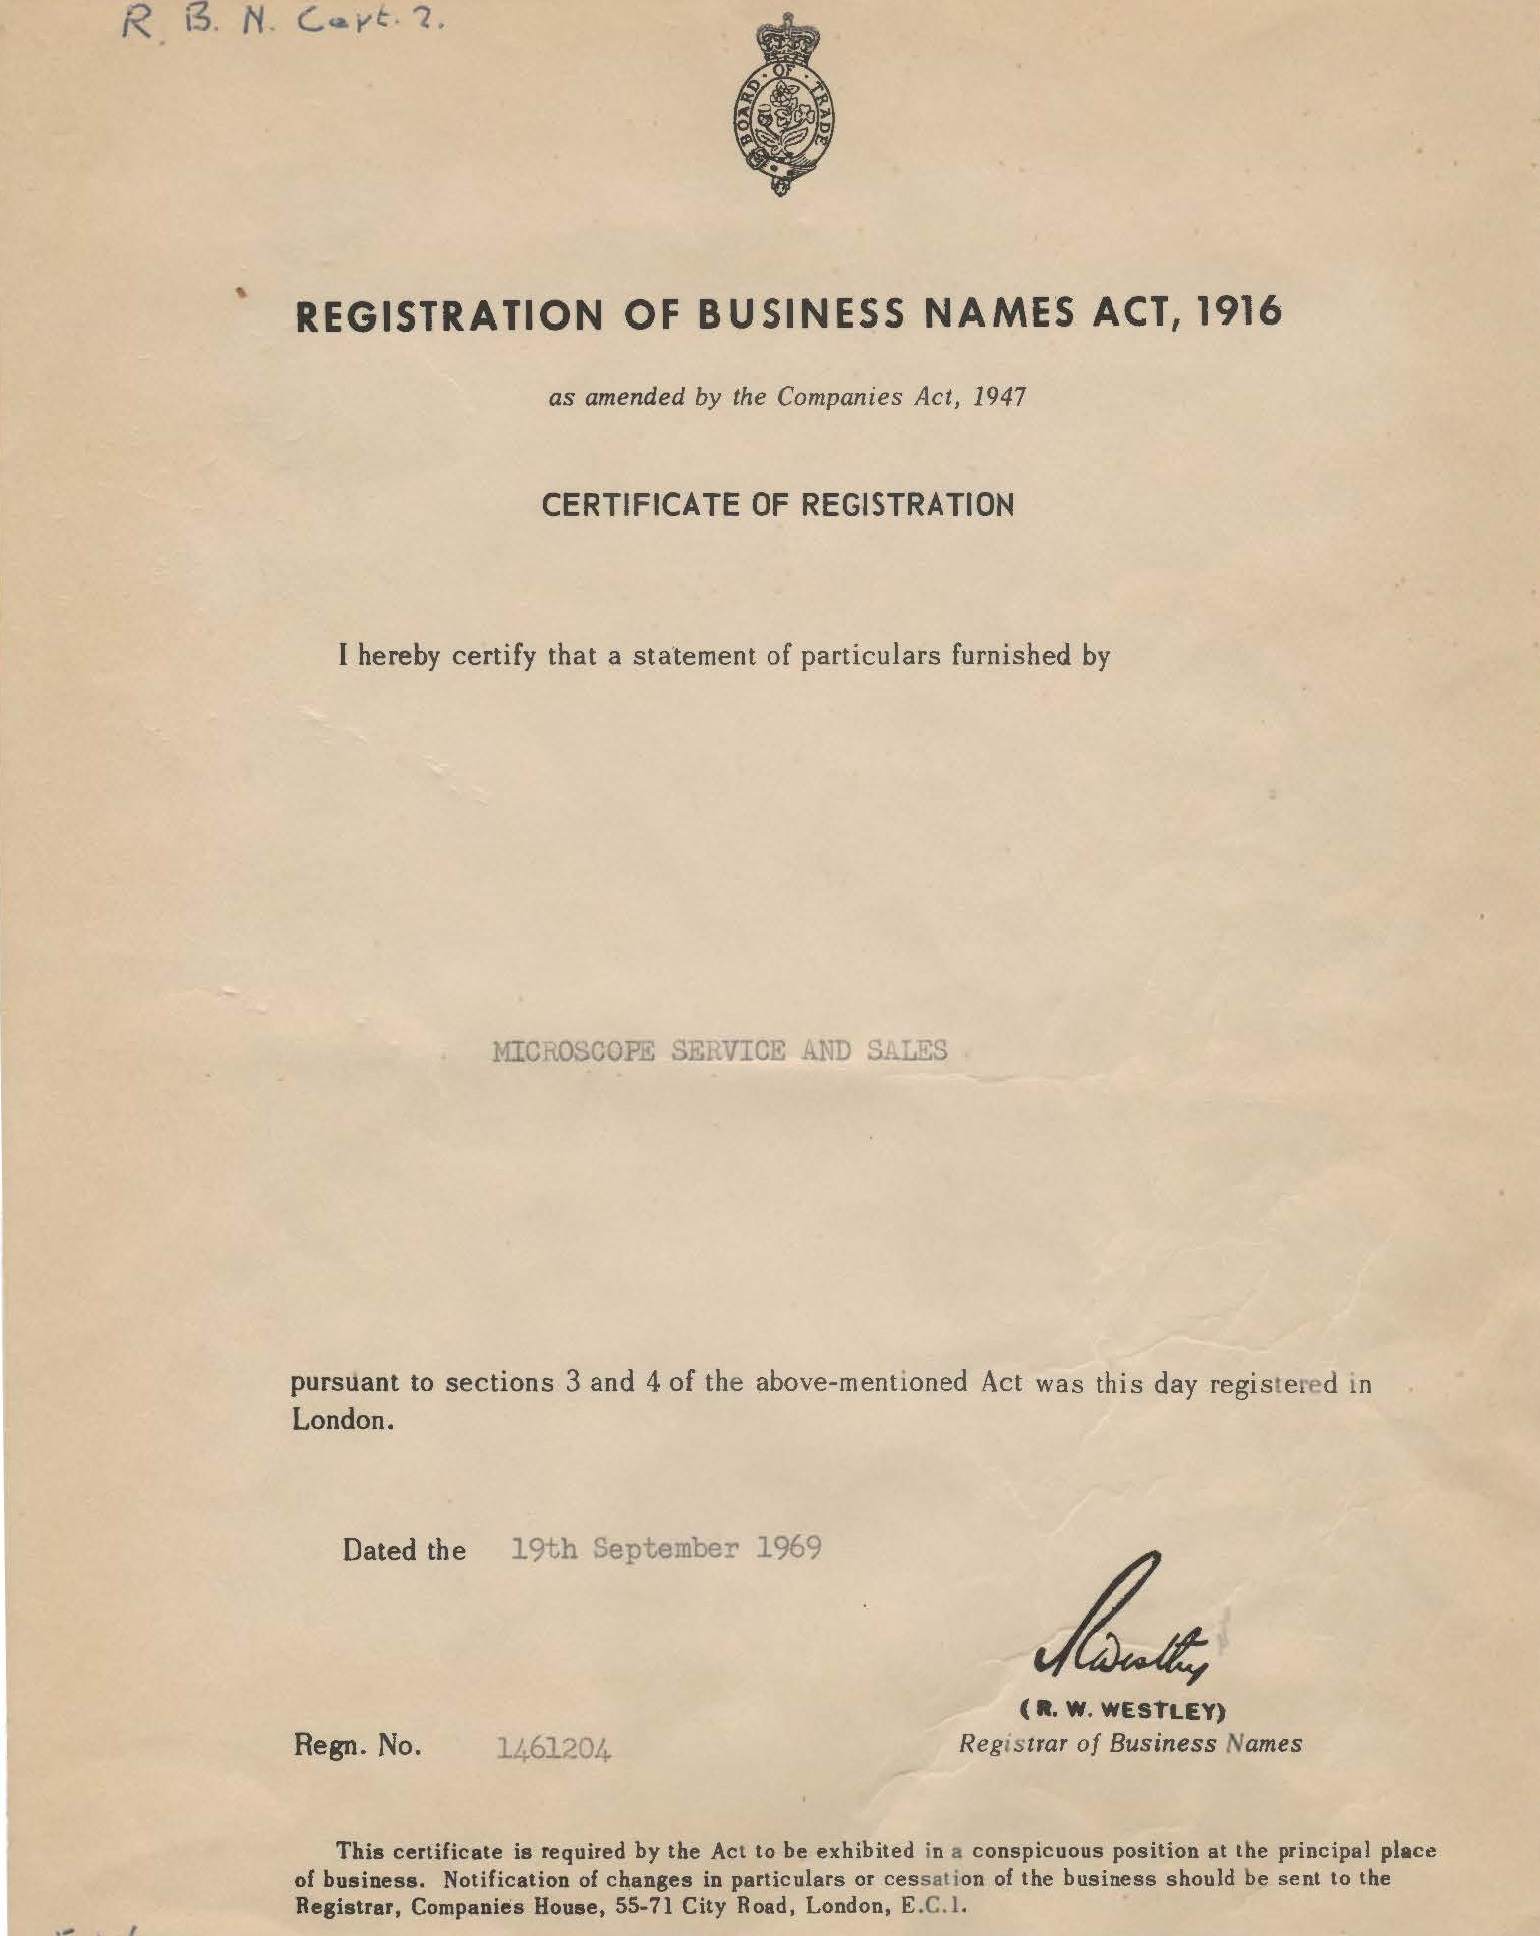 R. B. N. Cert. 2.
BOARD · OF · TRADE
REGISTRATION OF BUSINESS NAMES ACT, 1916
as amended by the Companies Act, 1947
CERTIFICATE OF REGISTRATION
I hereby certify that a statement of particulars furnished by
MICROSCOPE SERVICE AND SALES
pursuant to sections 3 and 4 of the above-mentioned Act was this day registered in
London.
Dated the 19th September 1969
(R. W. WESTLEY)
Regn. No. 1461204
Registrar of Business Names
This certificate is required by the Act to be exhibited in a conspicuous position at the principal place
of business. Notification of changes in particulars or cessation of the business should be sent to the
Registrar, Companies House, 55-71 City Road, London, E.C.1.